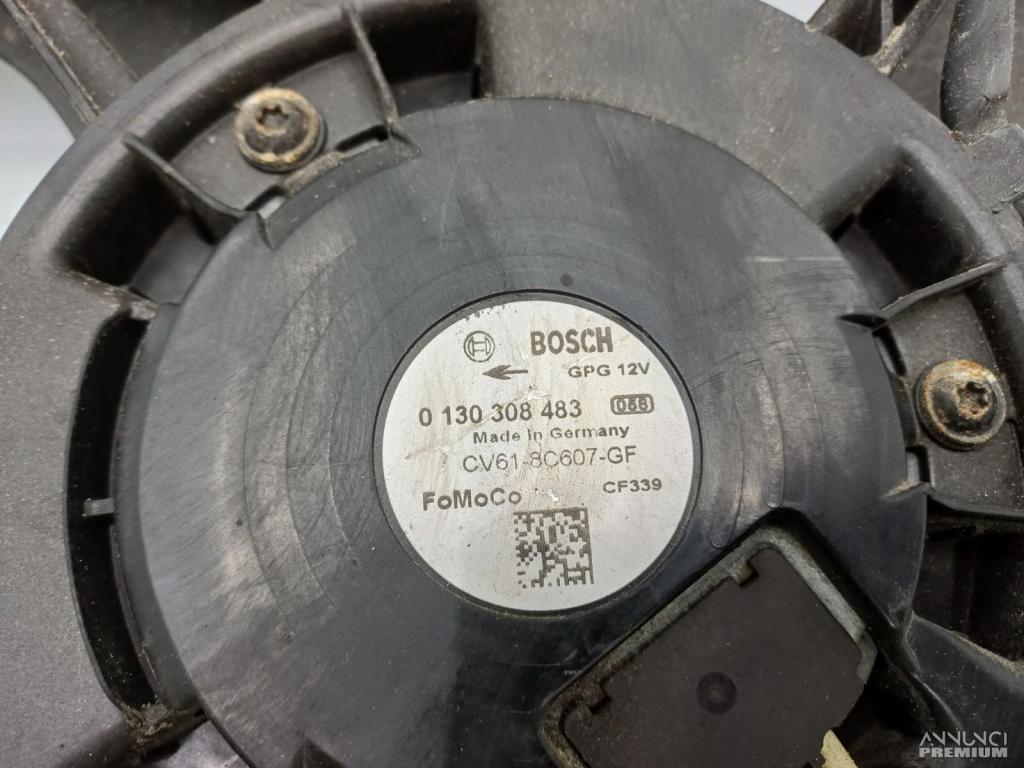 BOSCH
GPG 12V
0 130 308 483 058
Made in Germany
CV61-8C607-GF
FoMoCo CF339
ANNUNCI
PREMIUM